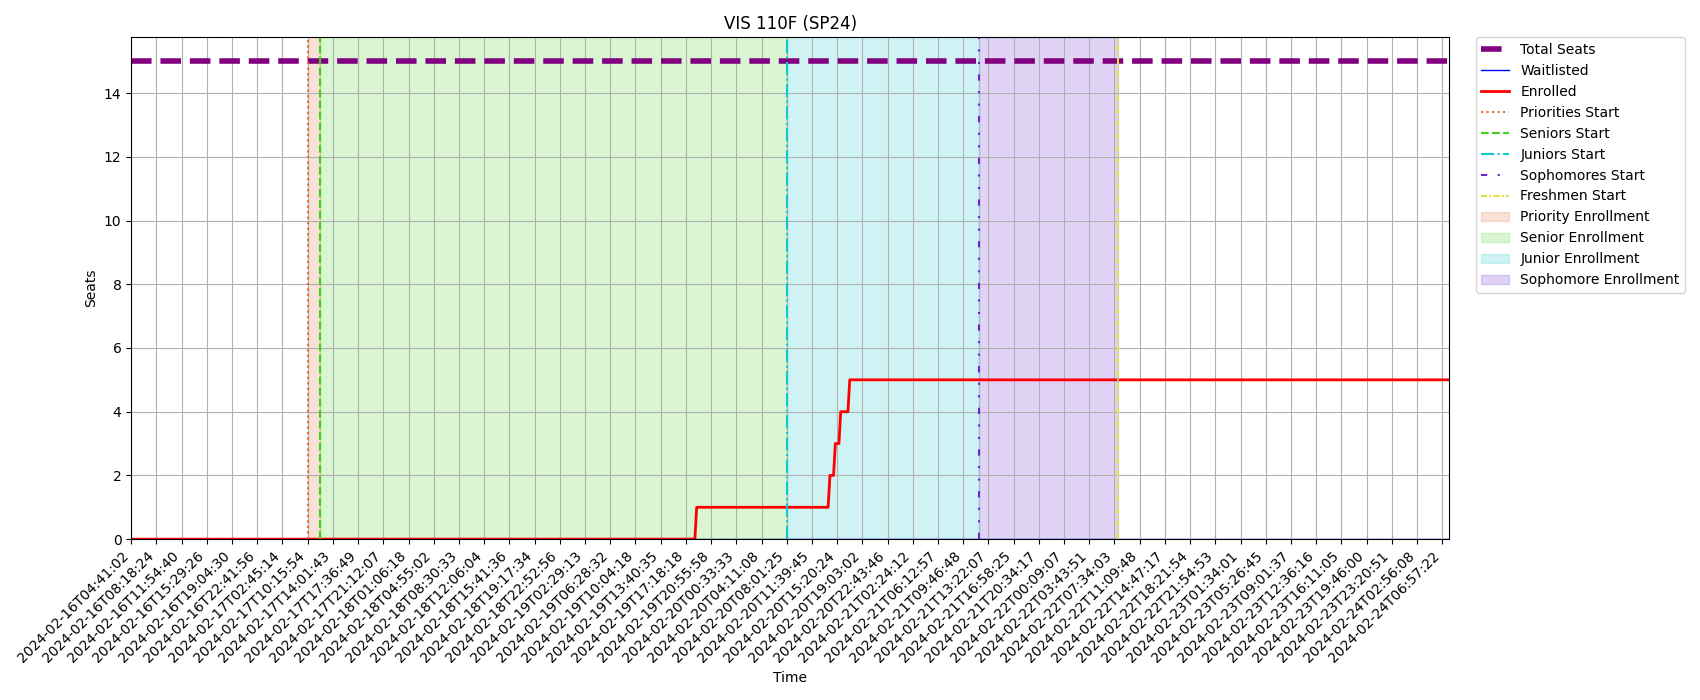 VIS 110F (SP24)
Total Seats
Waitlisted
Enrolled
Priorities Start
Seniors Start
Juniors Start
Sophomores Start
Freshmen Start
Priority Enrollment
Senior Enrollment
Junior Enrollment
Sophomore Enrollment
Seats
14
12
10
8
6
4
2
0
2024-02-16T04:41:02
2024-02-16T08:18:24
2024-02-16T11:54:40
2024-02-16T15:29:26
2024-02-16T19:04:30
2024-02-16T22:41:56
2024-02-17T02:45:14
2024-02-17T10:15:54
2024-02-17T14:01:43
2024-02-17T17:36:49
2024-02-17T21:12:07
2024-02-18T01:06:18
2024-02-18T04:55:02
2024-02-18T08:30:33
2024-02-18T12:06:04
2024-02-18T15:41:36
2024-02-18T19:17:34
2024-02-18T22:52:56
2024-02-19T02:29:13
2024-02-19T06:28:32
2024-02-19T10:04:18
2024-02-19T13:40:35
2024-02-19T17:18:18
2024-02-19T20:55:58
2024-02-20T00:33:33
2024-02-20T04:11:08
2024-02-20T08:01:25
2024-02-20T11:39:45
2024-02-20T15:20:24
2024-02-20T19:03:02
2024-02-20T22:43:46
2024-02-21T02:24:12
2024-02-21T06:12:57
2024-02-21T09:46:48
2024-02-21T13:22:07
2024-02-21T16:58:25
2024-02-21T20:34:17
2024-02-22T00:09:07
2024-02-22T03:43:51
2024-02-22T07:34:03
2024-02-22T11:09:48
2024-02-22T14:47:17
2024-02-22T18:21:54
2024-02-22T21:54:53
2024-02-23T01:34:01
2024-02-23T05:26:45
2024-02-23T09:01:37
2024-02-23T12:36:16
2024-02-23T16:11:05
2024-02-23T19:46:00
2024-02-23T23:20:51
2024-02-24T02:56:08
2024-02-24T06:57:22
Time